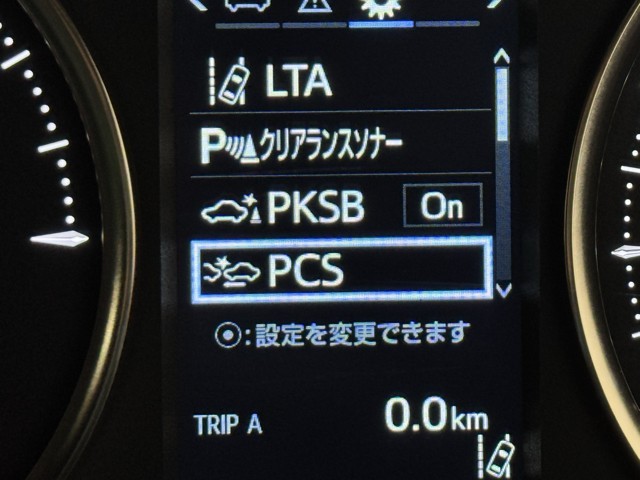 LTA
Pクリアランスソナー
PKSB On
PCS
:設定を変更できます
TRIP A 0.0km